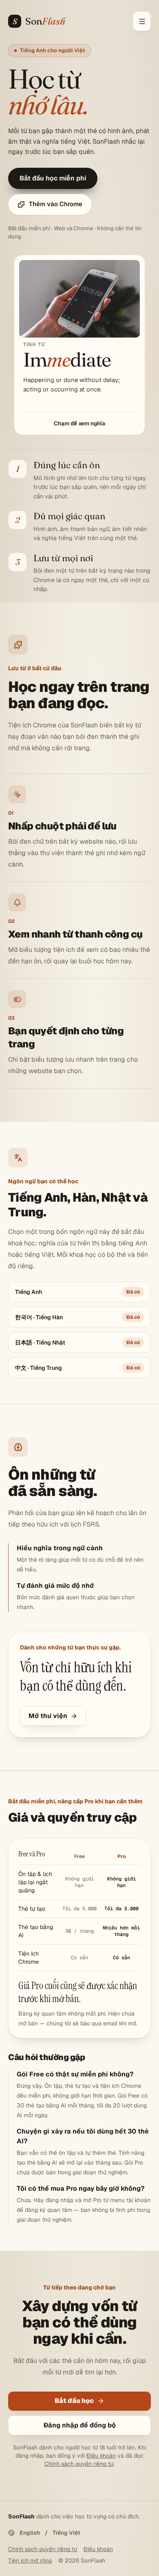 S SonFlash
Tiếng Anh cho người Việt
Học từ
nhớ lâu.
Mỗi từ bạn gặp thành một thẻ có hình ảnh, phát
âm thật và nghĩa tiếng Việt. SonFlash nhắc lại
ngay trước lúc bạn sắp quên.
Bắt đầu học miễn phí
Thêm vào Chrome
Bắt đầu miễn phí · Web và Chrome · Không cần thẻ tín
dụng
TÍNH TỪ
Immediate
Happening or done without delay;
acting or occurring at once.
Chạm để xem nghĩa
1
Đúng lúc cần ôn
Mô hình ghi nhớ lên lịch cho từng từ ngay
trước lúc bạn sắp quên, nên mỗi ngày chỉ
cần vài phút.
2
Đủ mọi giác quan
Hình ảnh, âm thanh bản ngữ, âm tiết nhấn
và nghĩa tiếng Việt trên cùng một thẻ.
3
Lưu từ mọi nơi
Bôi đen một từ trên bất kỳ trang nào trong
Chrome là có ngay một thẻ, chỉ với một cú
nhấp.
Lưu từ ở bất cứ đâu
Học ngay trên trang
bạn đang đọc.
Tiện ích Chrome của SonFlash biến bất kỳ từ
hay đoạn văn nào bạn bôi đen thành thẻ ghi
nhớ mà không cần rời trang.
01
Nhấp chuột phải để lưu
Bôi đen chữ trên bất kỳ website nào, rồi lưu
thẳng vào thư viện thành thẻ ghi nhớ kèm ngữ
cảnh.
02
Xem nhanh từ thanh công cụ
Mở biểu tượng tiện ích để xem có bao nhiêu thẻ
đến hạn ôn, rồi quay lại buổi học hôm nay.
03
Bạn quyết định cho từng
trang
Chỉ bật biểu tượng lưu nhanh trên trang cho
những website bạn chọn.
Ngôn ngữ bạn có thể học
Tiếng Anh, Hàn, Nhật và
Trung.
Chọn một trong bốn ngôn ngữ này để bắt đầu
khoá học; nghĩa của từ hiển thị bằng tiếng Anh
hoặc tiếng Việt. Mỗi khoá học có bộ thẻ và tiến
độ riêng.
Tiếng Anh Đã có
한국어 · Tiếng Hàn Đã có
日本語 · Tiếng Nhật Đã có
中文 · Tiếng Trung Đã có
Ôn những từ
đã sẵn sàng.
Phản hồi của bạn giúp lên kế hoạch cho lần ôn
tiếp theo hữu ích với lịch FSRS.
Hiểu nghĩa trong ngữ cảnh
Một thẻ rõ ràng giúp mỗi từ có đủ chỗ để trở nên
dễ hiểu.
Tự đánh giá mức độ nhớ
Bốn mức đánh giá quen thuộc giúp bạn chọn
nhanh.
Dành cho những từ bạn thực sự gặp.
Vốn từ chỉ hữu ích khi
bạn có thể dùng đến.
Mở thư viện →
Bắt đầu miễn phí, nâng cấp Pro khi bạn cần thêm
Giá và quyền truy cập
Free và Pro Free Pro
Ôn tập & lịch lặp lại ngắt quãng Không giới hạn Không giới hạn
Thẻ tự tạo Tối đa 5.000 Tối đa 5.000
Thẻ tạo bằng AI 30 / tháng Nhiều hơn mỗi tháng
Tiện ích Chrome Có sẵn Có sẵn
Giá Pro cuối cùng sẽ được xác nhận
trước khi mở bán.
Đăng ký quan tâm không mất phí. Hiện chưa
mở bán — chúng tôi sẽ báo qua email khi mở.
Câu hỏi thường gặp
Gói Free có thật sự miễn phí không?
Đúng vậy. Ôn tập, thẻ tự tạo và tiện ích Chrome
đều miễn phí, không giới hạn thời gian. Gói Free có
30 thẻ tạo bằng AI mỗi tháng, tối đa 20 lượt dùng
AI mỗi ngày.
Chuyện gì xảy ra nếu tôi dùng hết 30 thẻ
AI?
Bạn vẫn có thể ôn tập và tự thêm thẻ. Tính năng
tạo thẻ bằng AI sẽ mở lại vào tháng sau. Gói Pro
chưa được bán trong giai đoạn thử nghiệm.
Tôi có thể mua Pro ngay bây giờ không?
Chưa. Hãy đăng nhập và mở Pro từ menu tài khoản
để đăng ký quan tâm — bạn không bị tính phí trong
giai đoạn thử nghiệm.
Từ tiếp theo đang chờ bạn
Xây dựng vốn từ
bạn có thể dùng
ngay khi cần.
Bắt đầu với các thẻ cần ôn hôm nay, rồi giúp
mỗi từ mới dễ tìm lại hơn.
Bắt đầu học →
Đăng nhập để đồng bộ
SonFlash dành cho người học từ 18 tuổi trở lên. Khi
đăng nhập, bạn đồng ý với Điều khoản và đã đọc
Chính sách quyền riêng tư.
SonFlash dành cho việc học từ vựng có chủ đích.
English / Tiếng Việt
Chính sách quyền riêng tư Điều khoản
Tiện ích mở rộng © 2026 SonFlash